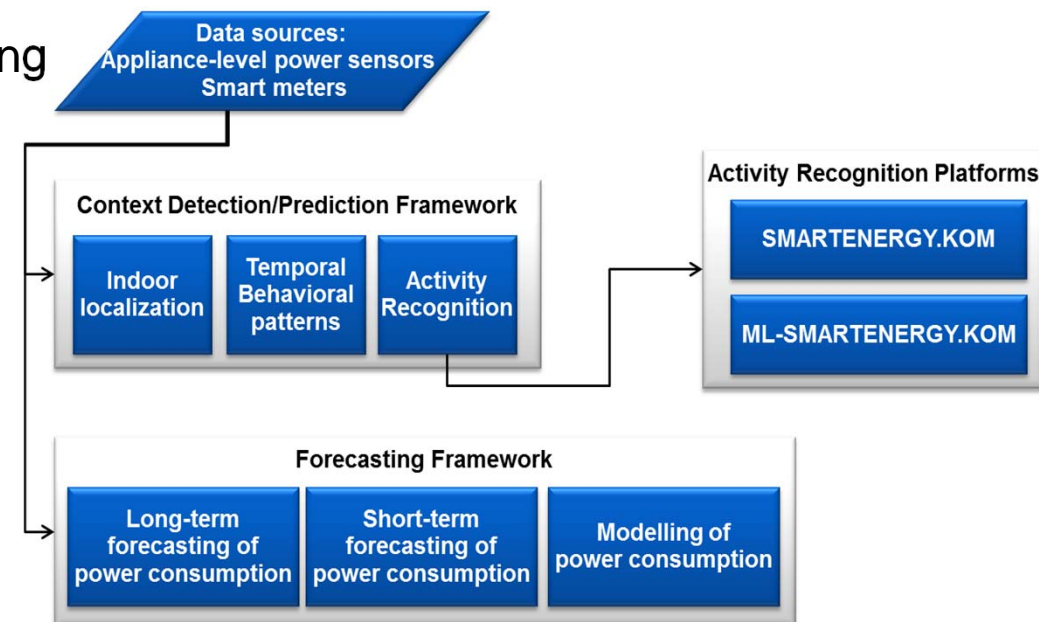 ng
Data sources:
Appliance-level power sensors
Smart meters
Context Detection/Prediction Framework
Indoor
localization
Temporal
Behavioral
patterns
Activity
Recognition
Activity Recognition Platforms
SMARTENERGY.KOM
ML-SMARTENERGY.KOM
Forecasting Framework
Long-term
forecasting of
power consumption
Short-term
forecasting of
power consumption
Modelling of
power consumption